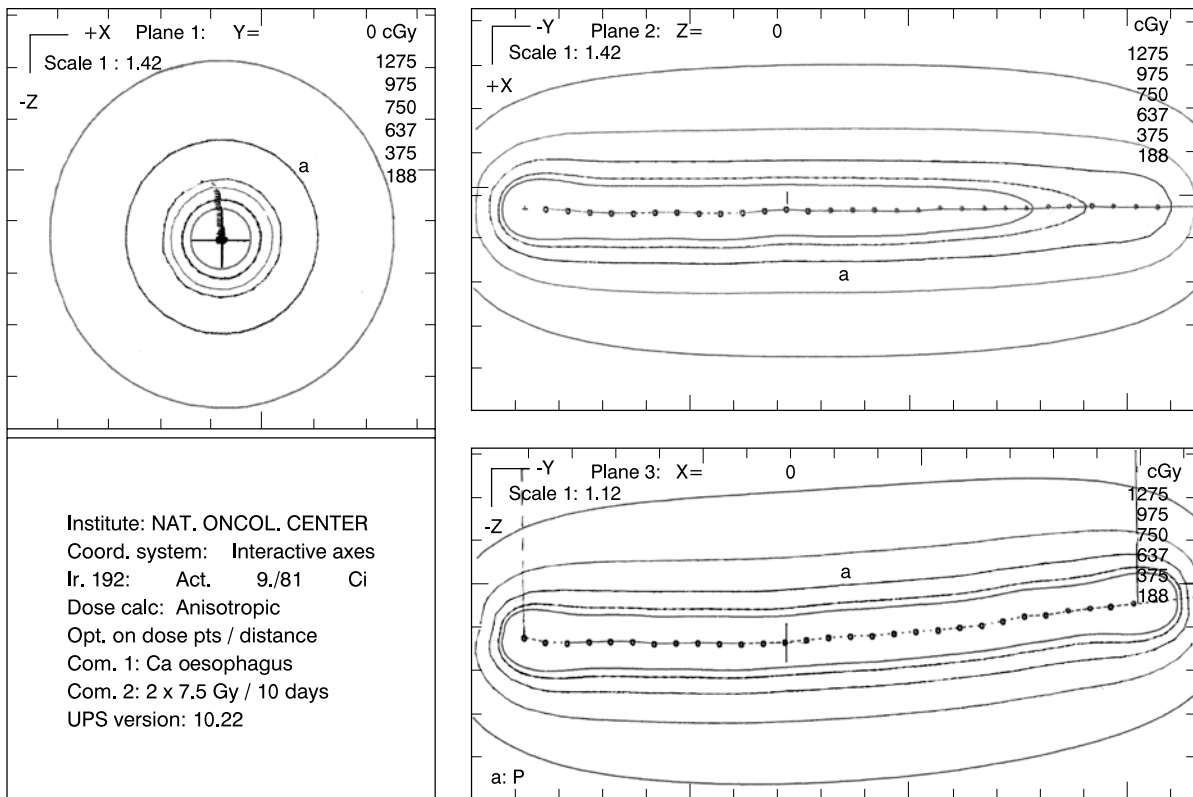 +X Plane 1: Y= 0 cGy
Scale 1 : 1.42
-Z
1275
975
750
637
375
188
a
-Y Plane 2: Z= 0 cGy
Scale 1: 1.42
+X
1275
975
750
637
375
188
a
Institute: NAT. ONCOL. CENTER
Coord. system: Interactive axes
Ir. 192: Act. 9./81 Ci
Dose calc: Anisotropic
Opt. on dose pts / distance
Com. 1: Ca oesophagus
Com. 2: 2 x 7.5 Gy / 10 days
UPS version: 10.22
-Y Plane 3: X= 0 cGy
Scale 1: 1.12
-Z
1275
975
750
637
375
188
a
a: P